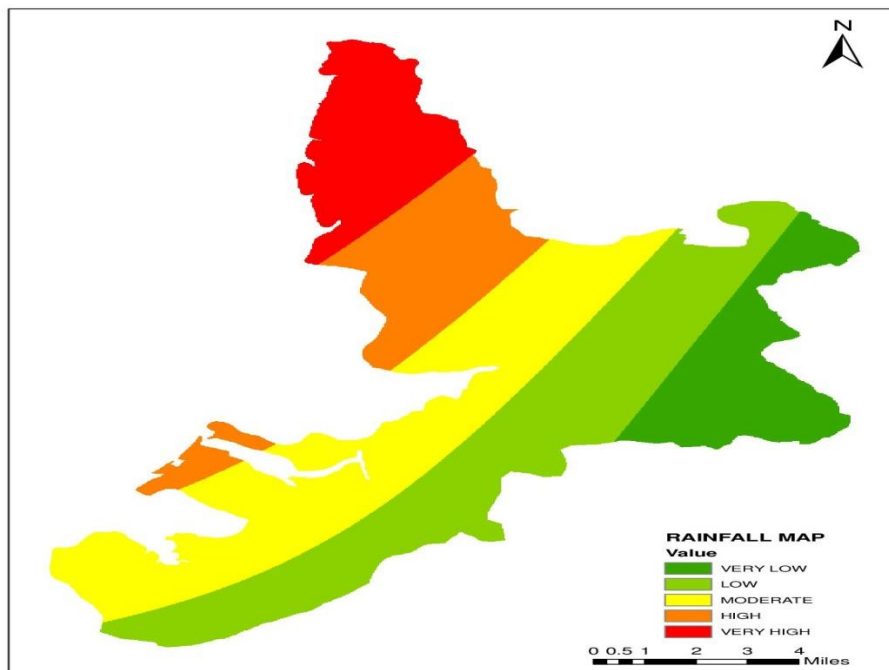 N
RAINFALL MAP
Value
VERY LOW
LOW
MODERATE
HIGH
VERY HIGH
0 0.5 1 2 3 4
Miles